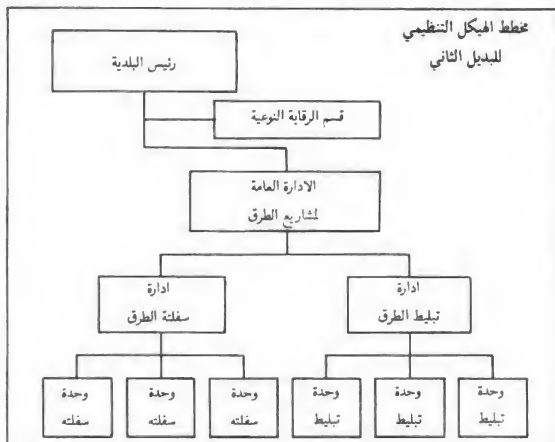 مخطط الهيكل التنظيمي
للبديل الثاني
رئيس البلدية
قسم الرقابة النوعية
الادارة العامة
لمشاريع الطرق
ادارة
تبليط الطرق
ادارة
سفلتة الطرق
وحدة
تبليط
وحدة
تبليط
وحدة
تبليط
وحدة
سفلته
وحدة
سفلته
وحدة
سفلته